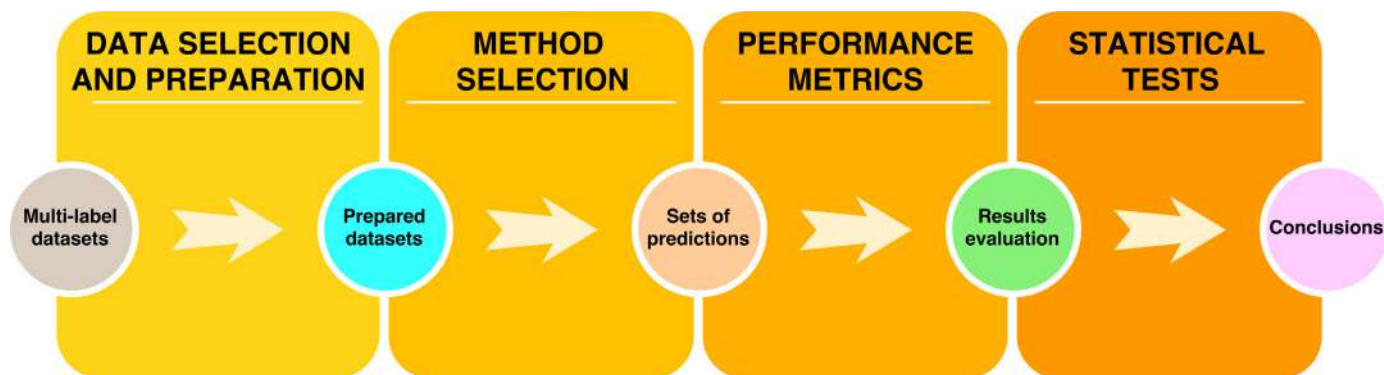 DATA SELECTION
AND PREPARATION
METHOD
SELECTION
PERFORMANCE
METRICS
STATISTICAL
TESTS
Multi-label
datasets
Prepared
datasets
Sets of
predictions
Results
evaluation
Conclusions